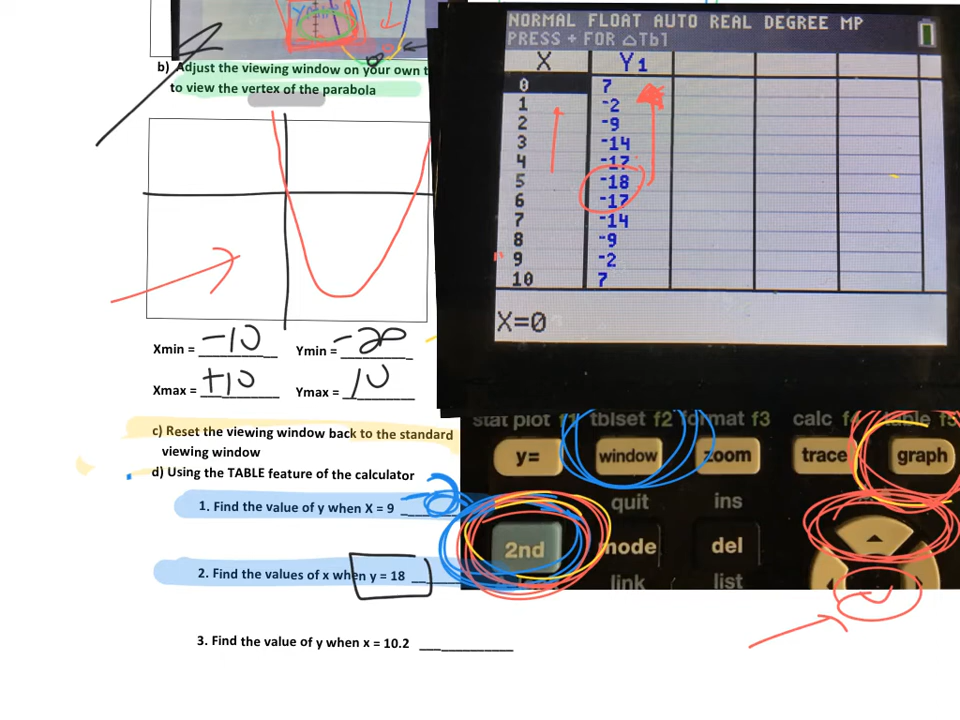 b) Adjust the viewing window on your own t
to view the vertex of the parabola
Xmin = -10 Ymin = -20
Xmax = +10 Ymax = 10
c) Reset the viewing window back to the standard
viewing window
d) Using the TABLE feature of the calculator
1. Find the value of y when X = 9 -2
2. Find the values of x when y = 18
3. Find the value of y when x = 10.2
NORMAL FLOAT AUTO REAL DEGREE MP
PRESS + FOR △Tbl
X Y1
0 7
1 -2
2 -9
3 -14
4 -17
5 -18
6 -17
7 -14
8 -9
9 -2
10 7
X=0
stat plot f1 tblset f2 format f3 calc f4 table f5
y= window zoom trace graph
quit ins
2nd mode del
link list